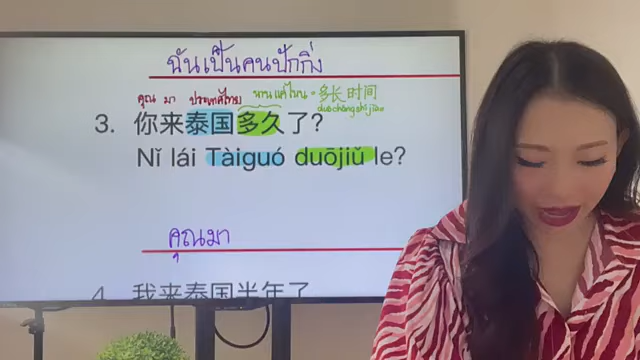 ฉันเป็นคนปักกิ่ง
คุณ มา ประเทศไทย นานแค่ไหน = 多长时间
duōchángshíjiān
3. 你来泰国多久了?
Nǐ lái Tàiguó duōjiǔ le?
คุณมา
4. 我来泰国半年了